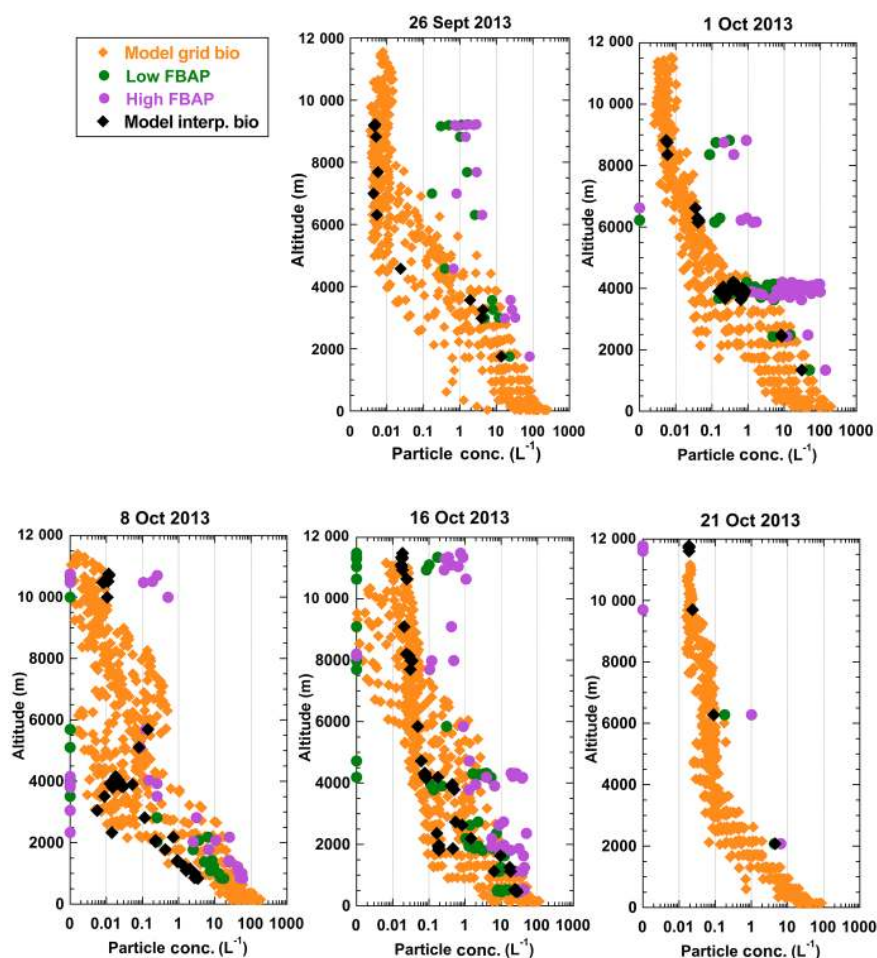 26 Sept 2013
1 Oct 2013
Model grid bio
Low FBAP
High FBAP
Model interp. bio
12 000
10 000
8000
6000
4000
2000
0
Altitude (m)
0 0.01 0.1 1 10 100 1000
Particle conc. (L-1)
12 000
10 000
8000
6000
4000
2000
0
Altitude (m)
0 0.01 0.1 1 10 100 1000
Particle conc. (L-1)
8 Oct 2013
16 Oct 2013
21 Oct 2013
12 000
10 000
8000
6000
4000
2000
0
Altitude (m)
0 0.01 0.1 1 10 100 1000
Particle conc. (L-1)
12 000
10 000
8000
6000
4000
2000
0
Altitude (m)
0 0.01 0.1 1 10 100 1000
Particle conc. (L-1)
12 000
10 000
8000
6000
4000
2000
0
Altitude (m)
0 0.01 0.1 1 10 100 1000
Particle conc. (L-1)